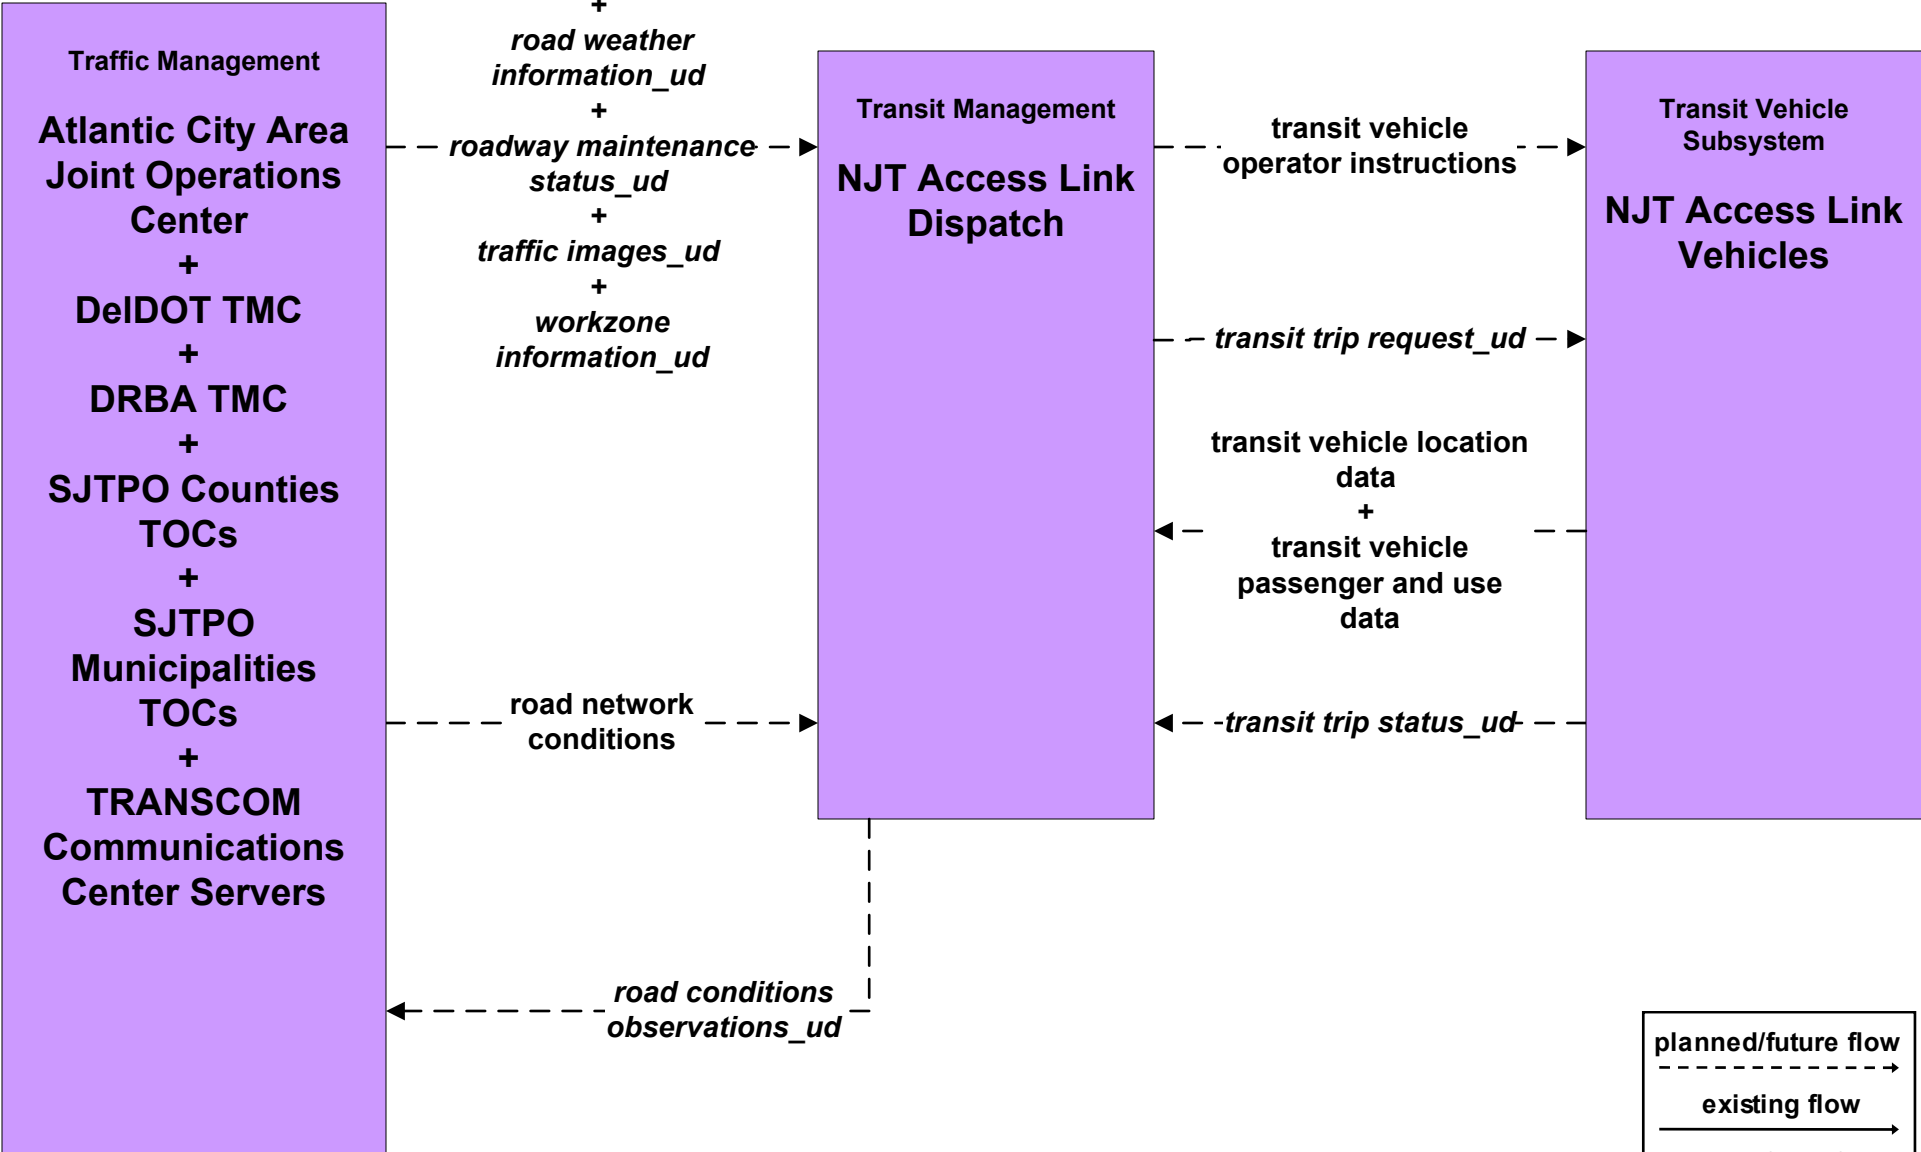 Traffic Management
Atlantic City Area
Joint Operations
Center
+
DelDOT TMC
+
DRBA TMC
+
SJTPO Counties
TOCs
+
SJTPO
Municipalities
TOCs
+
TRANSCOM
Communications
Center Servers
+
road weather
information_ud
+
roadway maintenance
status_ud
+
traffic images_ud
+
workzone
information_ud
road network
conditions
road conditions
observations_ud
Transit Management
NJT Access Link
Dispatch
transit vehicle
operator instructions
transit trip request_ud
transit vehicle location
data
+
transit vehicle
passenger and use
data
transit trip status_ud
Transit Vehicle
Subsystem
NJT Access Link
Vehicles
planned/future flow
existing flow